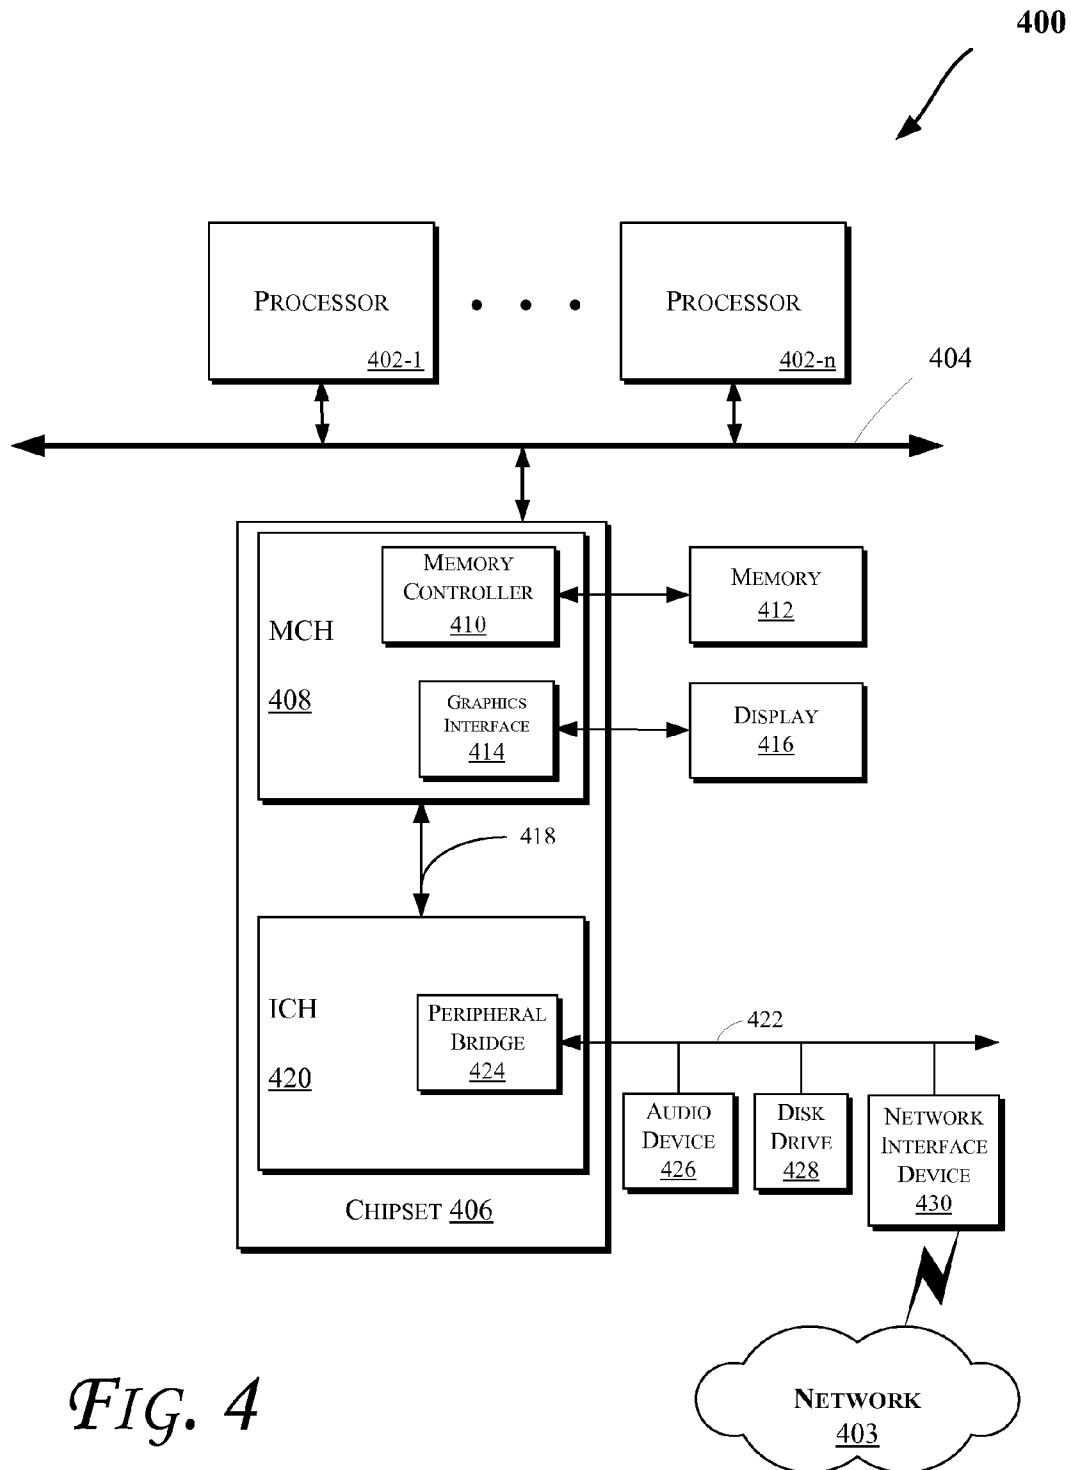 400
PROCESSOR
402-1
PROCESSOR
402-n
404
MEMORY
CONTROLLER
410
MCH
408
GRAPHICS
INTERFACE
414
MEMORY
412
DISPLAY
416
418
ICH
420
PERIPHERAL
BRIDGE
424
422
AUDIO
DEVICE
426
DISK
DRIVE
428
NETWORK
INTERFACE
DEVICE
430
CHIPSET 406
NETWORK
403
FIG. 4